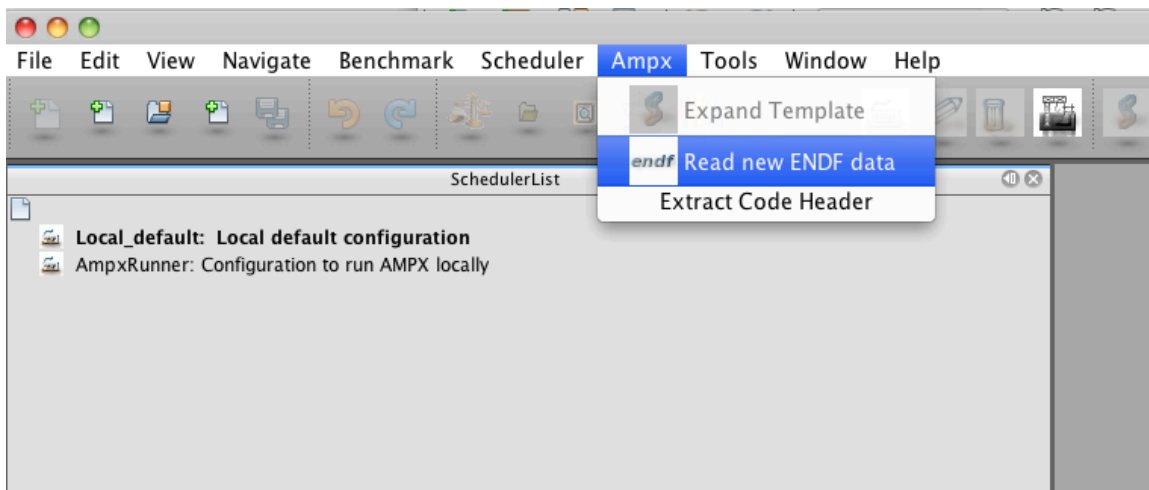 File Edit View Navigate Benchmark Scheduler Ampx Tools Window Help
Expand Template
endf Read new ENDF data
SchedulerList
Extract Code Header
Local_default: Local default configuration
AmpxRunner: Configuration to run AMPX locally